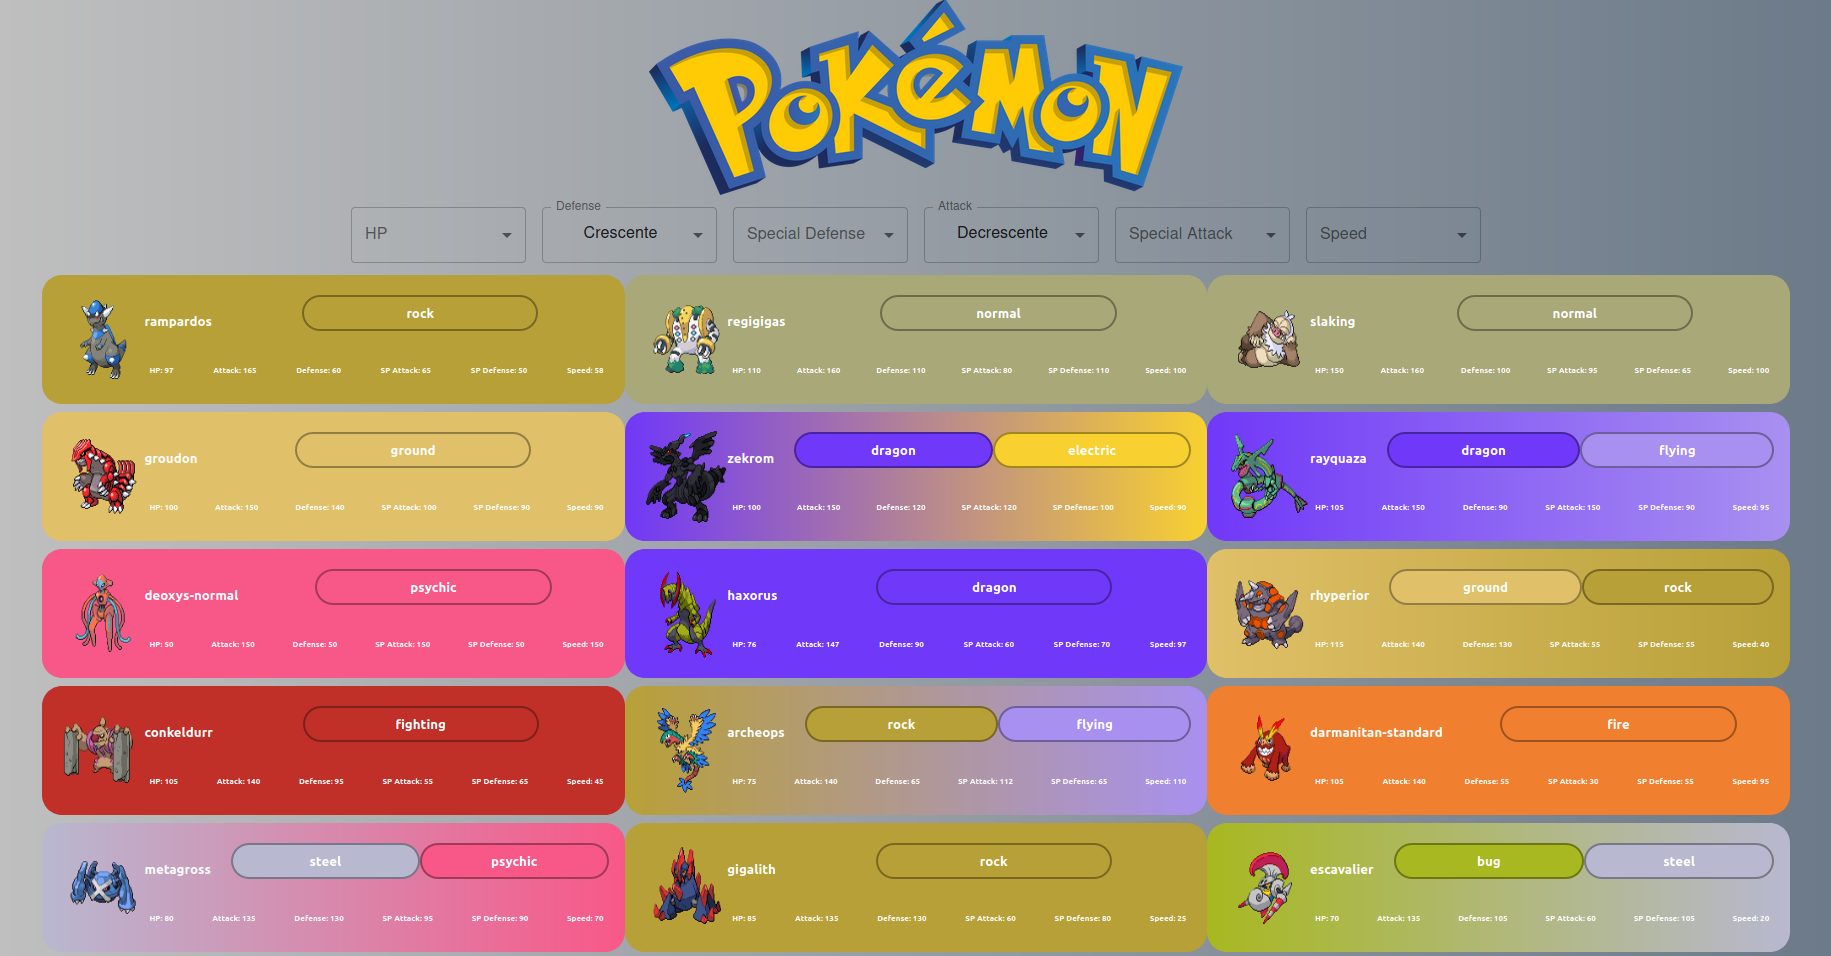 Pokémon
Defense Attack
HP Crescente Special Defense Decrescente Special Attack Speed
rampardos rock
HP: 97 Attack: 165 Defense: 60 SP Attack: 65 SP Defense: 50 Speed: 58
regigigas normal
HP: 110 Attack: 160 Defense: 110 SP Attack: 80 SP Defense: 110 Speed: 100
slaking normal
HP: 150 Attack: 160 Defense: 100 SP Attack: 95 SP Defense: 65 Speed: 100
groudon ground
HP: 100 Attack: 150 Defense: 140 SP Attack: 100 SP Defense: 90 Speed: 90
zekrom dragon electric
HP: 100 Attack: 150 Defense: 120 SP Attack: 120 SP Defense: 100 Speed: 90
rayquaza dragon flying
HP: 105 Attack: 150 Defense: 90 SP Attack: 150 SP Defense: 90 Speed: 95
deoxys-normal psychic
HP: 50 Attack: 150 Defense: 50 SP Attack: 150 SP Defense: 50 Speed: 150
haxorus dragon
HP: 76 Attack: 147 Defense: 90 SP Attack: 60 SP Defense: 70 Speed: 97
rhyperior ground rock
HP: 115 Attack: 140 Defense: 130 SP Attack: 55 SP Defense: 55 Speed: 40
conkeldurr fighting
HP: 105 Attack: 140 Defense: 95 SP Attack: 55 SP Defense: 65 Speed: 45
archeops rock flying
HP: 75 Attack: 140 Defense: 65 SP Attack: 112 SP Defense: 65 Speed: 110
darmanitan-standard fire
HP: 105 Attack: 140 Defense: 55 SP Attack: 30 SP Defense: 55 Speed: 95
metagross steel psychic
HP: 80 Attack: 135 Defense: 130 SP Attack: 95 SP Defense: 90 Speed: 70
gigalith rock
HP: 85 Attack: 135 Defense: 130 SP Attack: 60 SP Defense: 80 Speed: 25
escavalier bug steel
HP: 70 Attack: 135 Defense: 105 SP Attack: 60 SP Defense: 105 Speed: 20